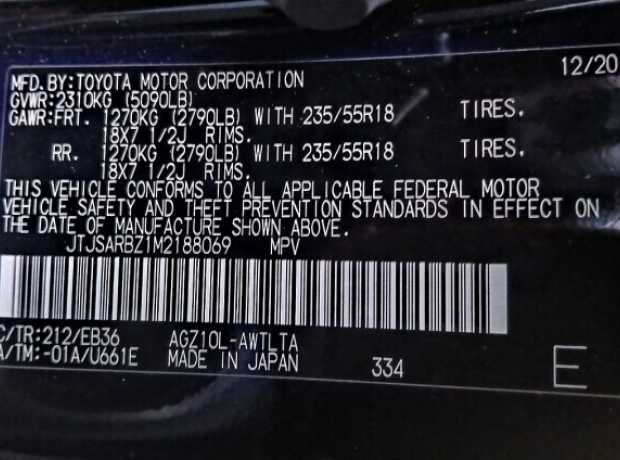 12/20
MFD.BY:TOYOTA MOTOR CORPORATION
GVWR:2310KG (5090LB)
GAWR:FRT. 1270KG (2790LB) WITH 235/55R18 TIRES.
18X7 1/2J RIMS.
RR. 1270KG (2790LB) WITH 235/55R18 TIRES.
18X7 1/2J RIMS.
THIS VEHICLE CONFORMS TO ALL APPLICABLE FEDERAL MOTOR
VEHICLE SAFETY AND THEFT PREVENTION STANDARDS IN EFFECT ON
THE DATE OF MANUFACTURE SHOWN ABOVE.
JTJSARBZ1M2188069 MPV
C/TR:212/EB36 AGZ10L-AWTLTA
A/TM:-01A/U661E MADE IN JAPAN 334 E